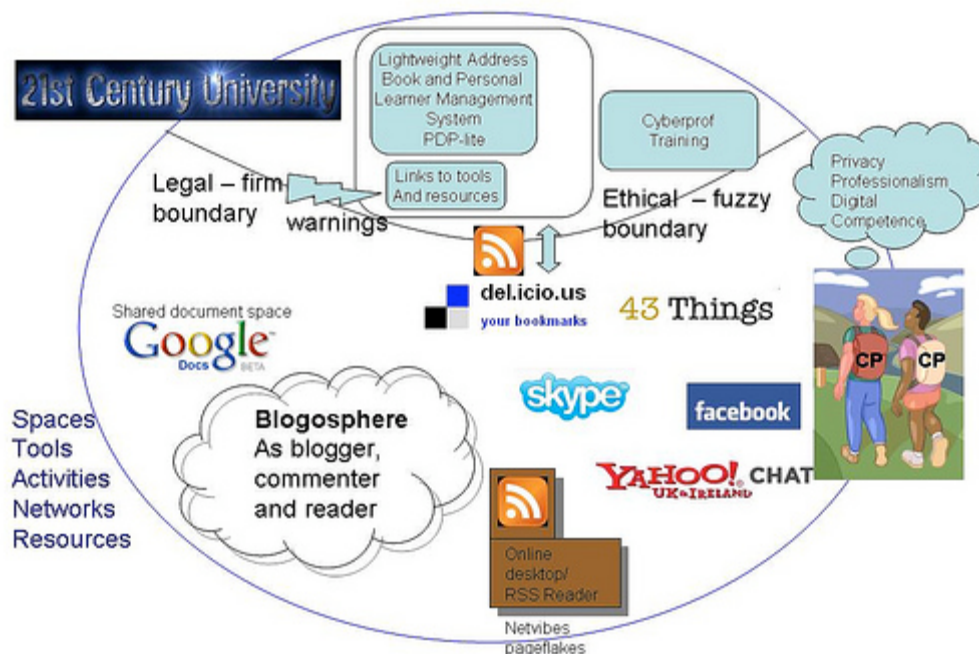 21st Century University
Lightweight Address
Book and Personal
Learner Management
System
PDP-lite
Links to tools
And resources
Cyberprof
Training
Privacy
Professionalism
Digital
Competence
Legal – firm
boundary
warnings
Ethical – fuzzy
boundary
del.icio.us
your bookmarks
43 Things
Shared document space
Google™
Docs BETA
skype
facebook
YAHOO! CHAT
UK & IRELAND
CP
CP
Spaces
Tools
Activities
Networks
Resources
Blogosphere
As blogger,
commenter
and reader
Online
desktop/
RSS Reader
Netvibes
pageflakes